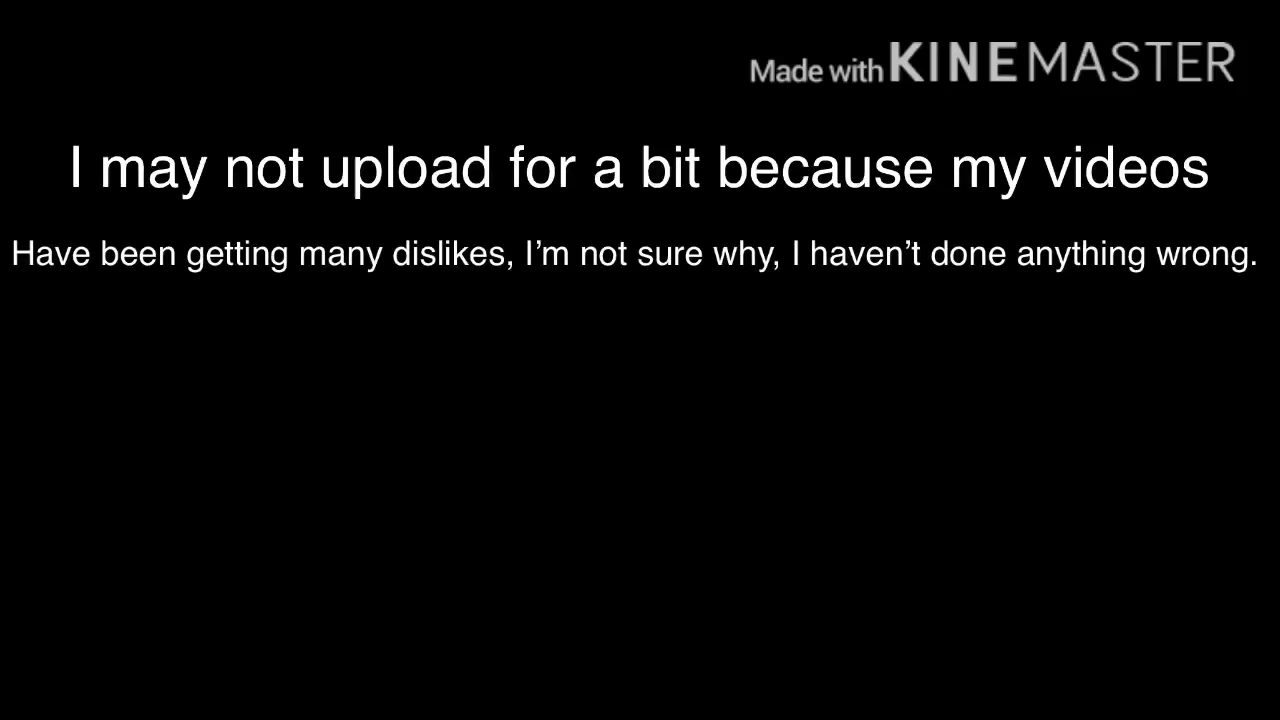 Made with KINEMASTER
I may not upload for a bit because my videos
Have been getting many dislikes, I’m not sure why, I haven’t done anything wrong.